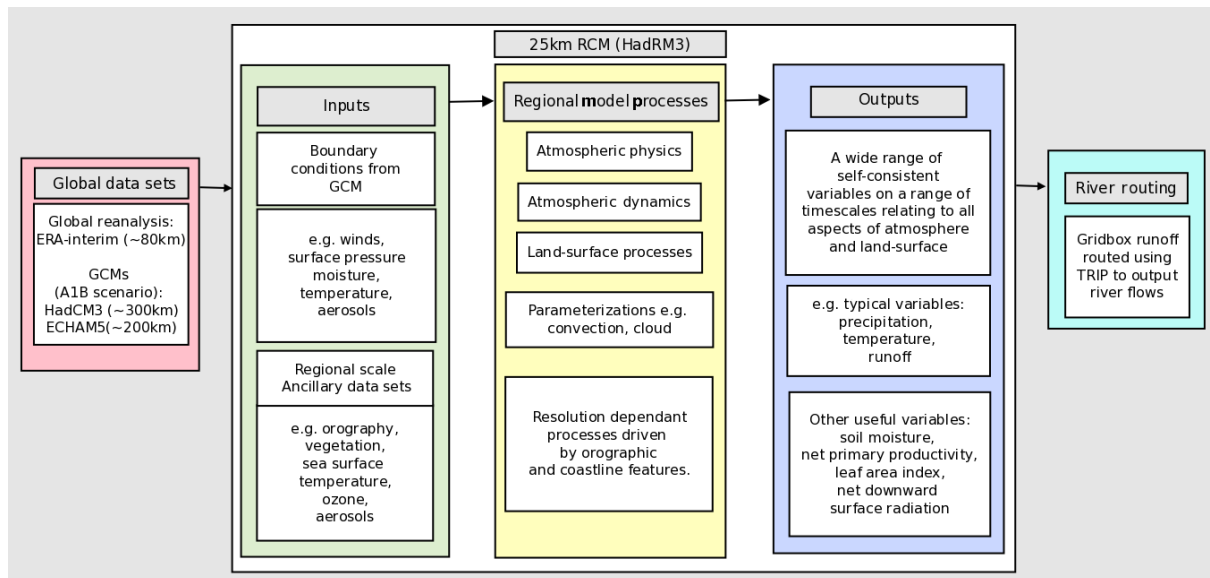 25km RCM (HadRM3)
Global data sets
Global reanalysis:
ERA-interim (~80km)
GCMs
(A1B scenario):
HadCM3 (~300km)
ECHAM5(~200km)
Inputs
Boundary
conditions from
GCM
e.g. winds,
surface pressure
moisture,
temperature,
aerosols
Regional scale
Ancillary data sets
e.g. orography,
vegetation,
sea surface
temperature,
ozone,
aerosols
Regional model processes
Atmospheric physics
Atmospheric dynamics
Land-surface processes
Parameterizations e.g.
convection, cloud
Resolution dependant
processes driven
by orographic
and coastline features.
Outputs
A wide range of
self-consistent
variables on a range of
timescales relating to all
aspects of atmosphere
and land-surface
e.g. typical variables:
precipitation,
temperature,
runoff
Other useful variables:
soil moisture,
net primary productivity,
leaf area index,
net downward
surface radiation
River routing
Gridbox runoff
routed using
TRIP to output
river flows